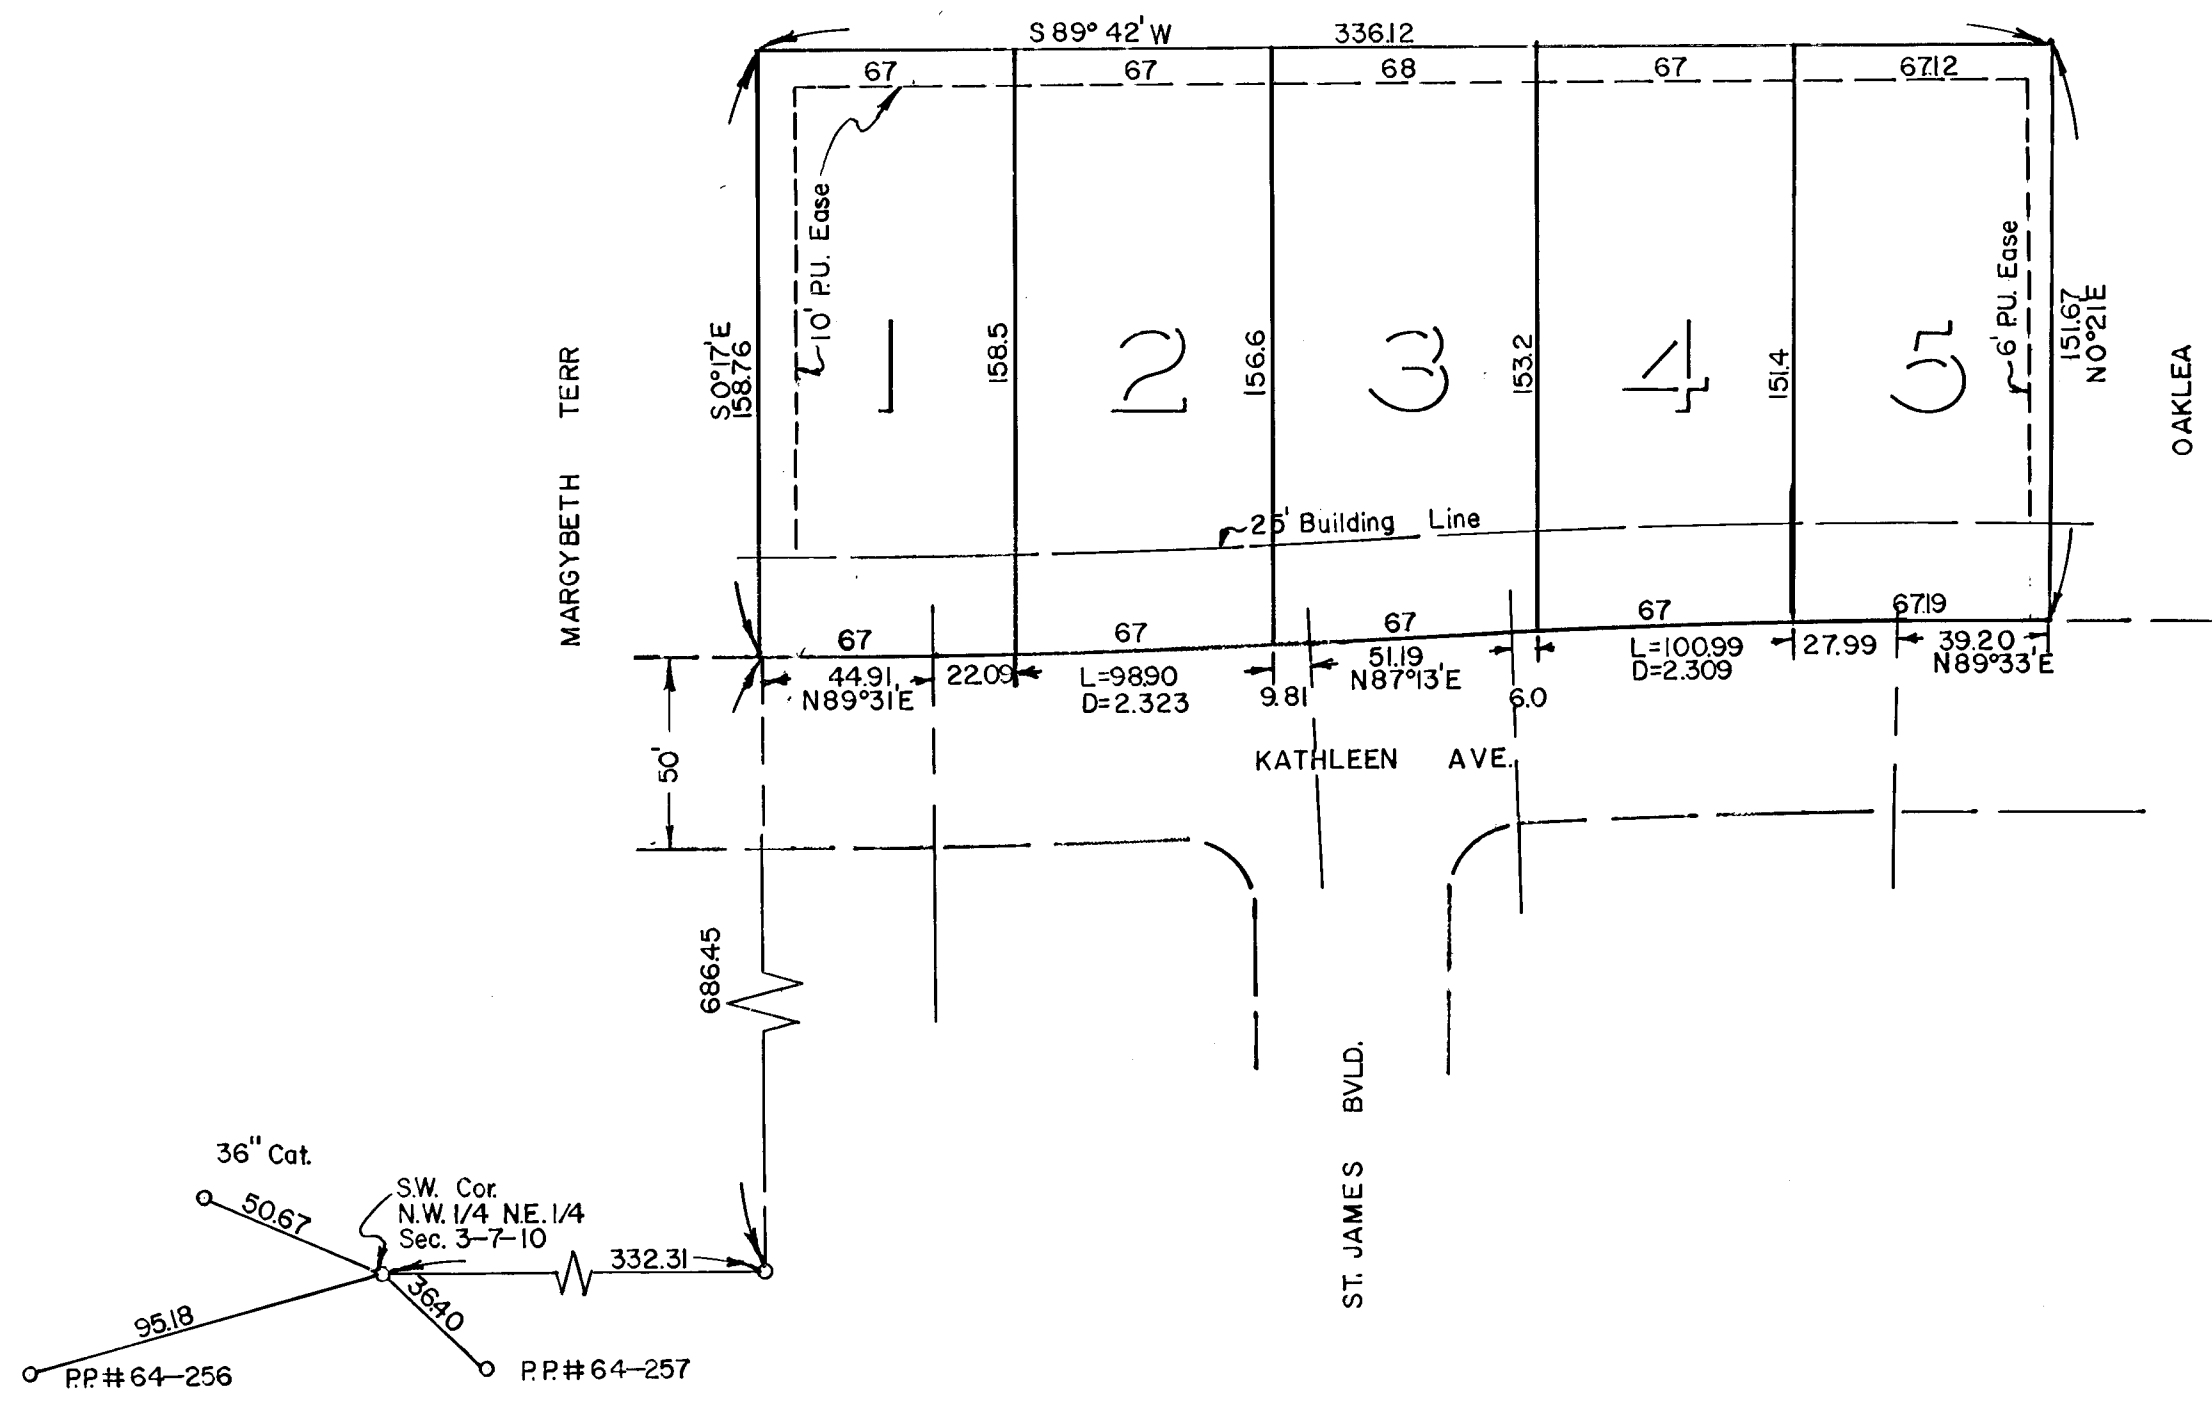 S 89° 42' W 336.12
67 67 68 67 67.12
10' P.U. Ease
6' P.U. Ease
S 0° 17' E
158.76
1
158.5
2
156.6
3
153.2
4
151.4
5
151.67
N 0° 21' E
MARGYBETH TERR
OAKLEA
25' Building Line
67 67 67 67 67.19
44.91 22.09 L=98.90 9.81 51.19 6.0 L=100.99 27.99 39.20
N 89° 31' E D=2.323 N 87° 13' E D=2.309 N 89° 33' E
50'
KATHLEEN AVE.
686.45
ST. JAMES BVLD.
36" Cat.
50.67
S.W. Cor.
N.W. 1/4 N.E. 1/4
Sec. 3-7-10
332.31
95.18
36.40
P.P. # 64-256
P.P. # 64-257